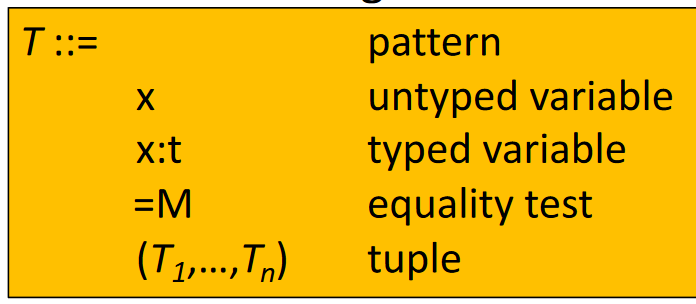 T ::= pattern
x untyped variable
x:t typed variable
=M equality test
(T1,...,Tn) tuple